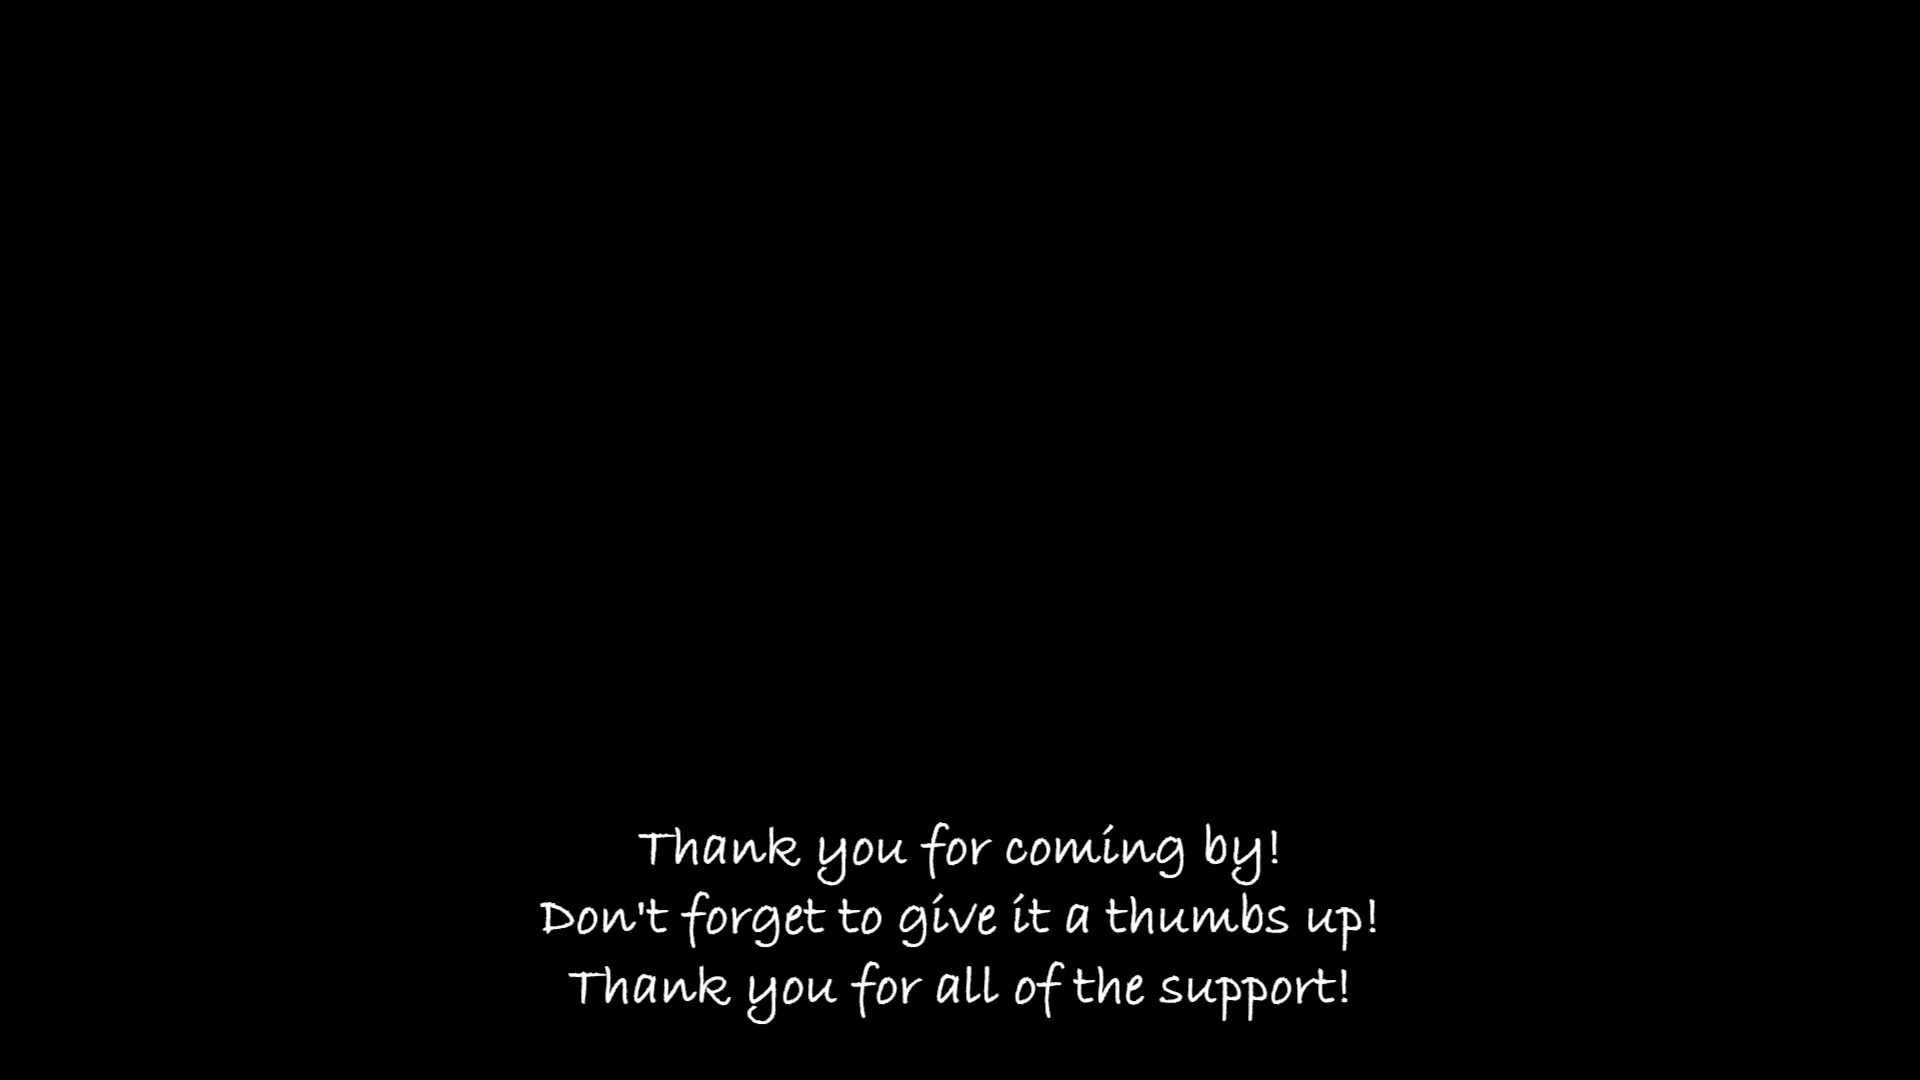 Thank you for coming by!
Don't forget to give it a thumbs up!
Thank you for all of the support!